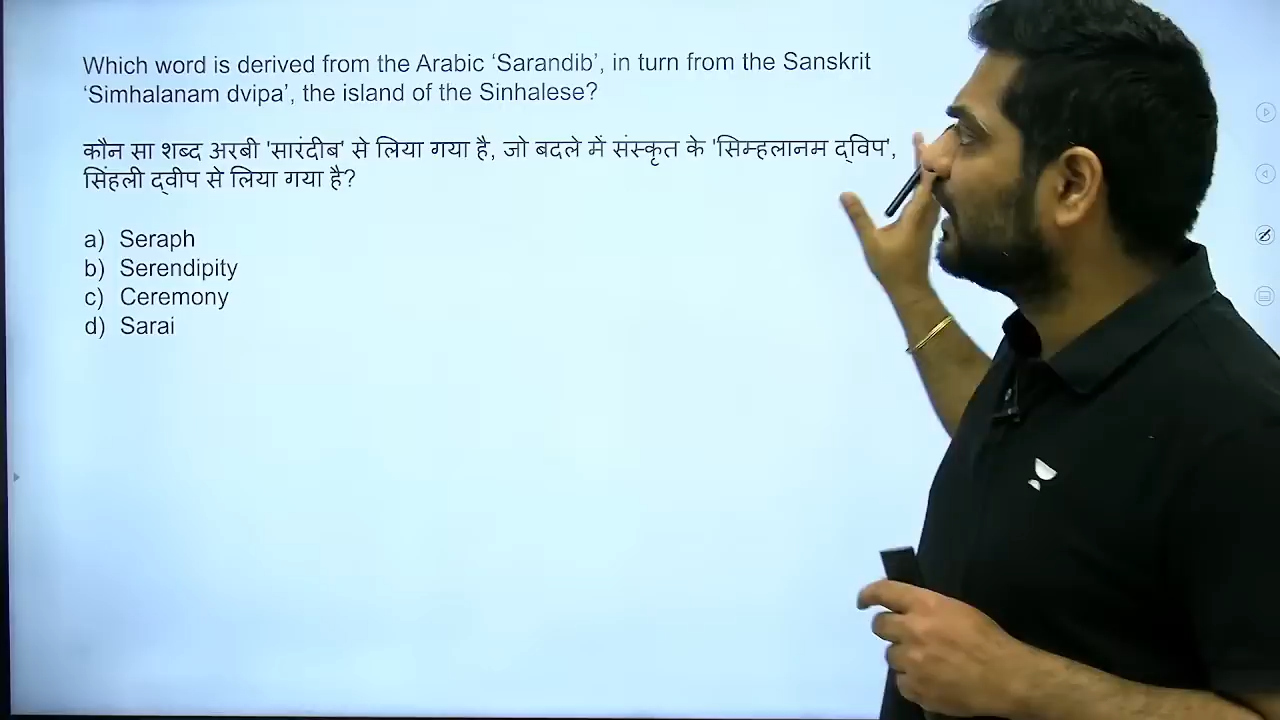 Which word is derived from the Arabic ‘Sarandib’, in turn from the Sanskrit
‘Simhalanam dvipa’, the island of the Sinhalese?
कौन सा शब्द अरबी 'सारंदीब' से लिया गया है, जो बदले में संस्कृत के 'सिम्हलानम द्विप',
सिंहली द्वीप से लिया गया है?
a) Seraph
b) Serendipity
c) Ceremony
d) Sarai